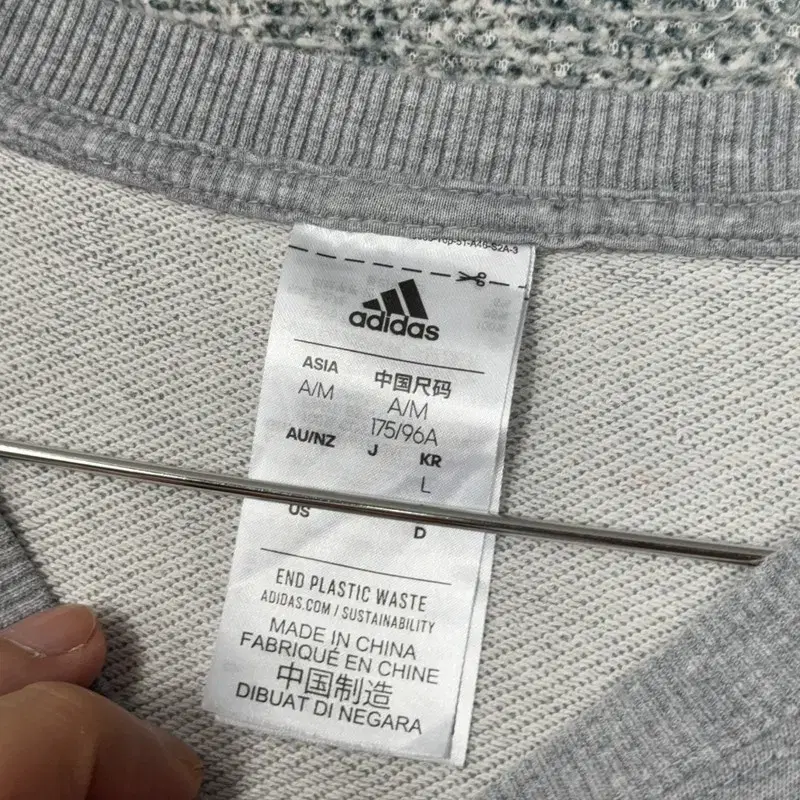 adidas
ASIA
中国尺码
A/M
A/M
175/96A
AU/NZ
J
KR
L
US
D
END PLASTIC WASTE
ADIDAS.COM / SUSTAINABILITY
MADE IN CHINA
FABRIQUÉ EN CHINE
中国制造
DIBUAT DI NEGARA